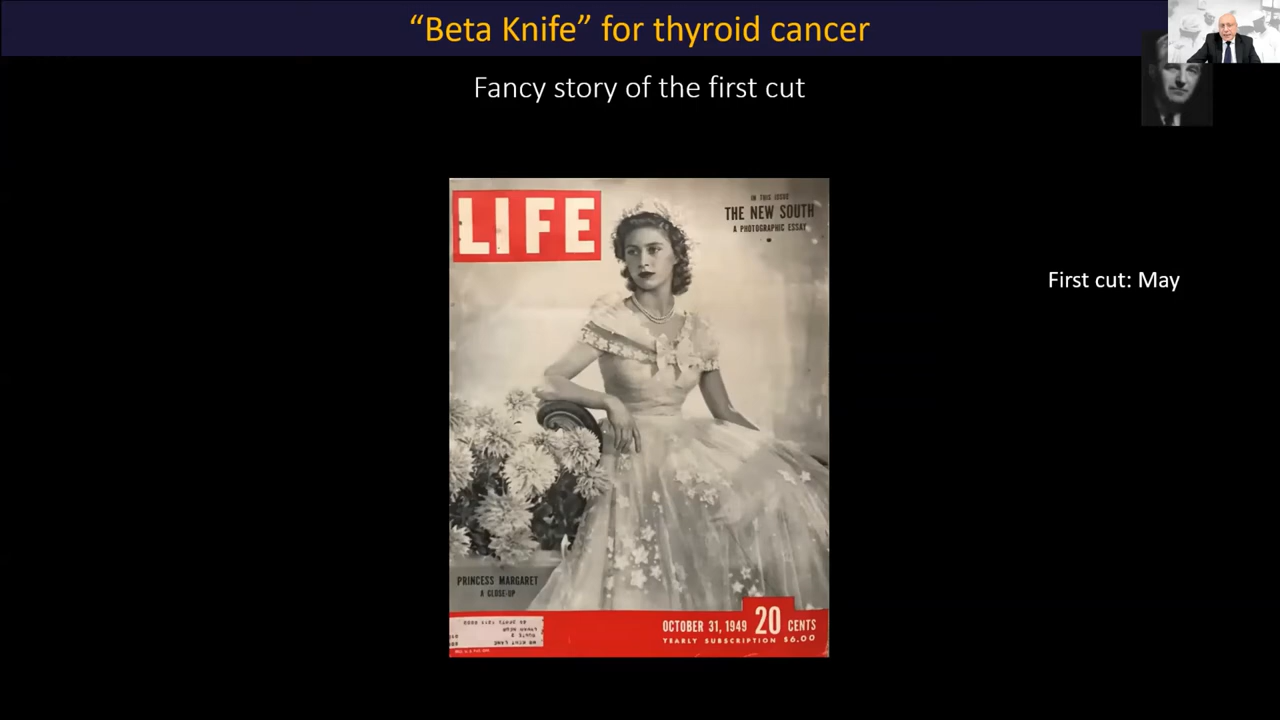 “Beta Knife” for thyroid cancer
Fancy story of the first cut
LIFE
IN THIS ISSUE
THE NEW SOUTH
A PHOTOGRAPHIC ESSAY
First cut: May
PRINCESS MARGARET
A CLOSE-UP
OCTOBER 31, 1949 20 CENTS
YEARLY SUBSCRIPTION $6.00